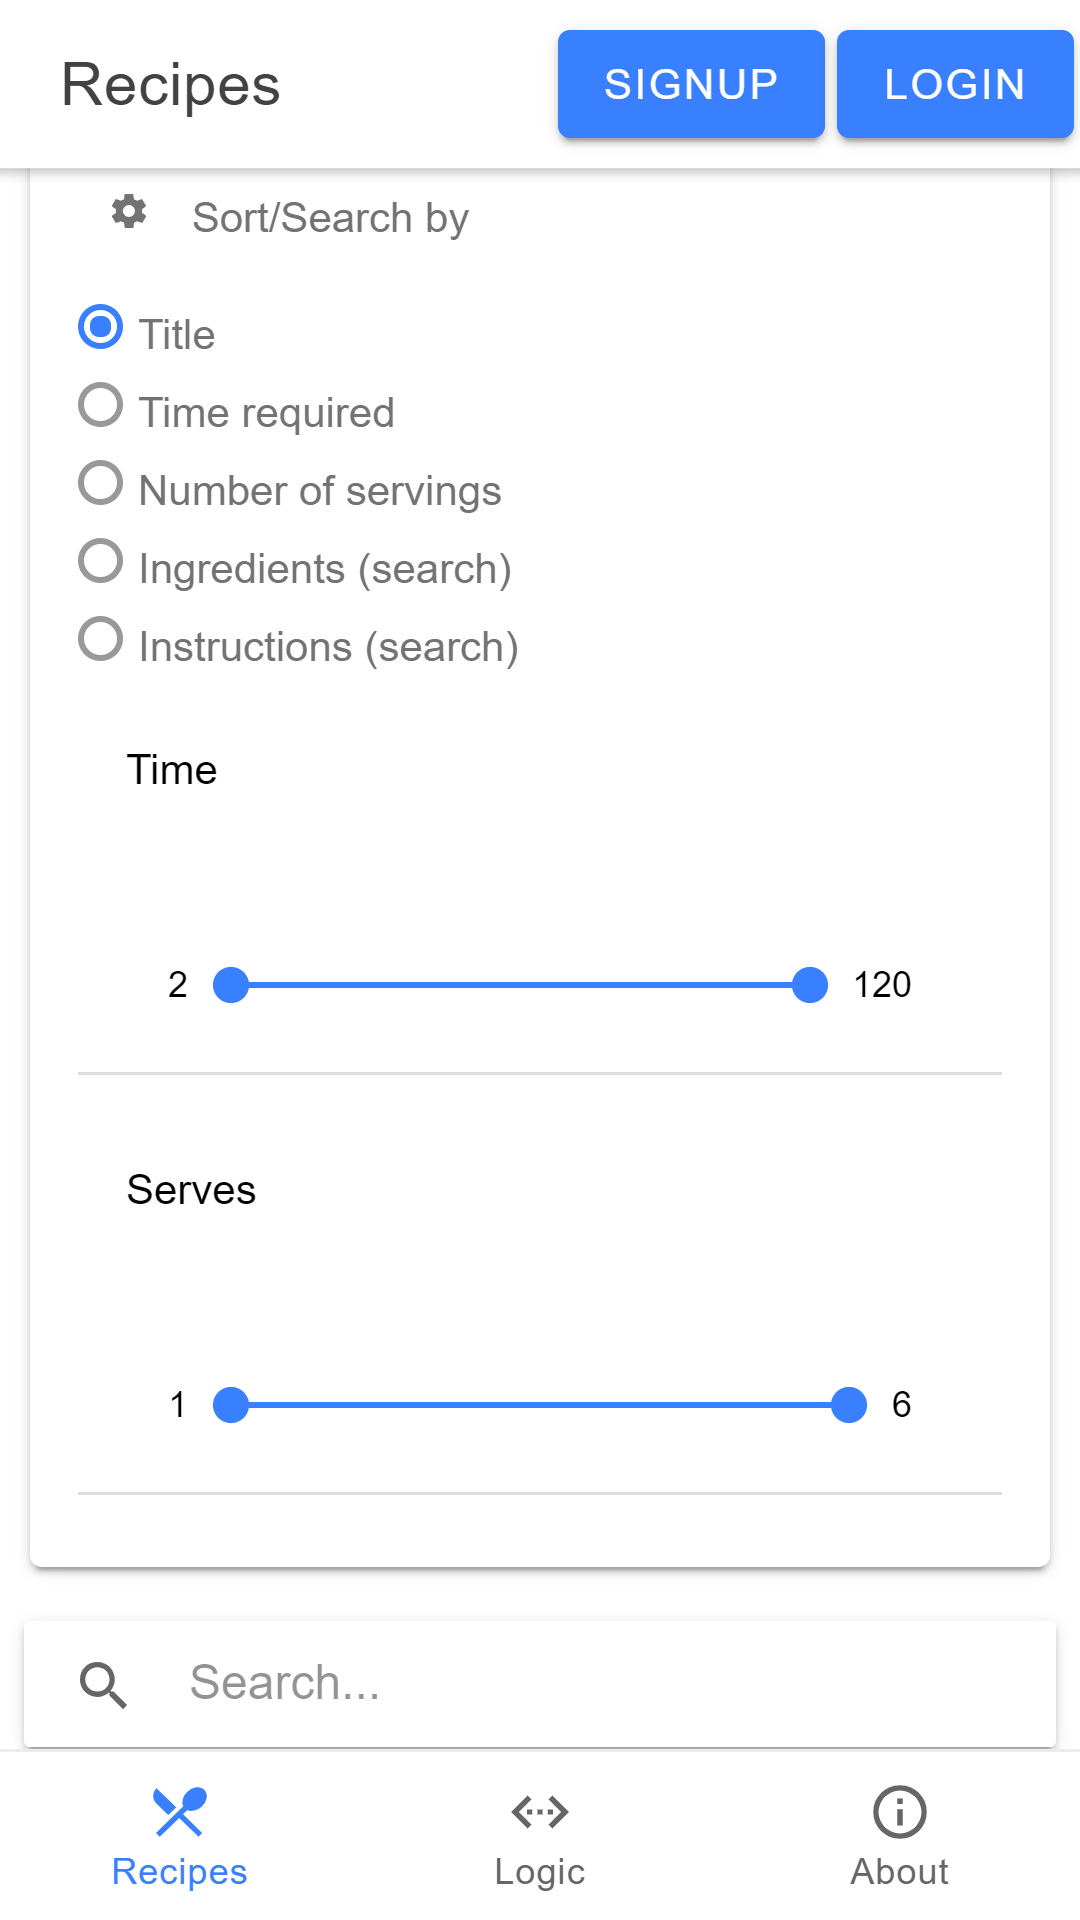 Recipes SIGNUP LOGIN
Sort/Search by
Title
Time required
Number of servings
Ingredients (search)
Instructions (search)
Time
2 120
Serves
1 6
Search...
Recipes Logic About